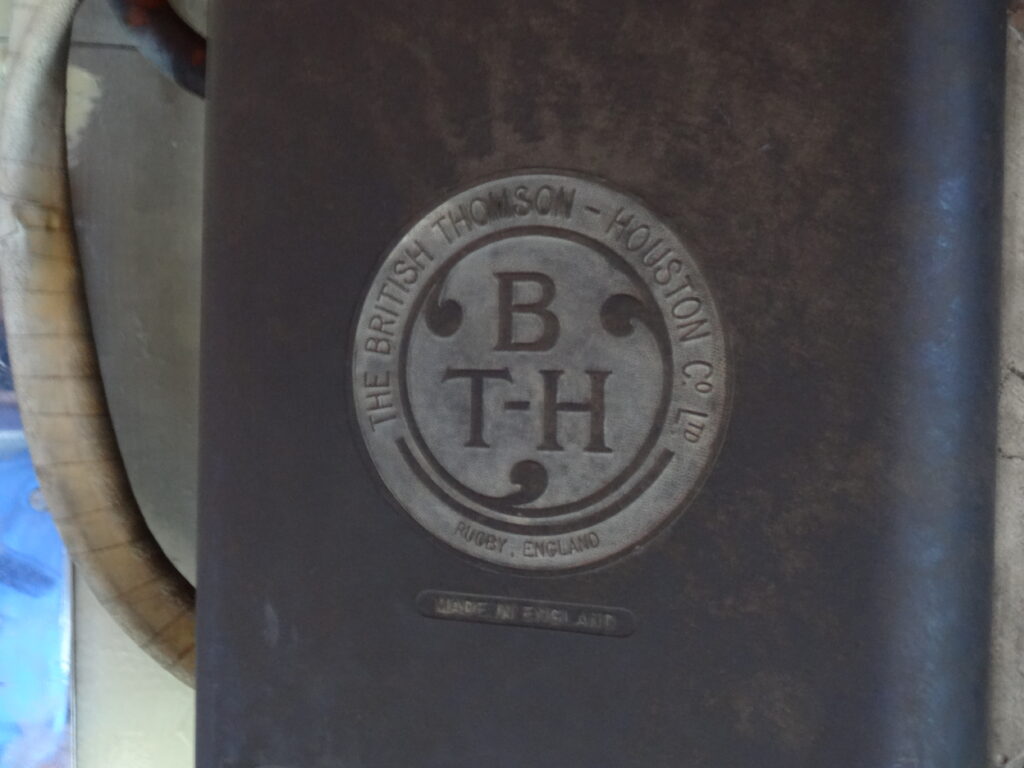 THE BRITISH THOMSON - HOUSTON Co LTD
B
T-H
RUGBY, ENGLAND
MADE IN ENGLAND